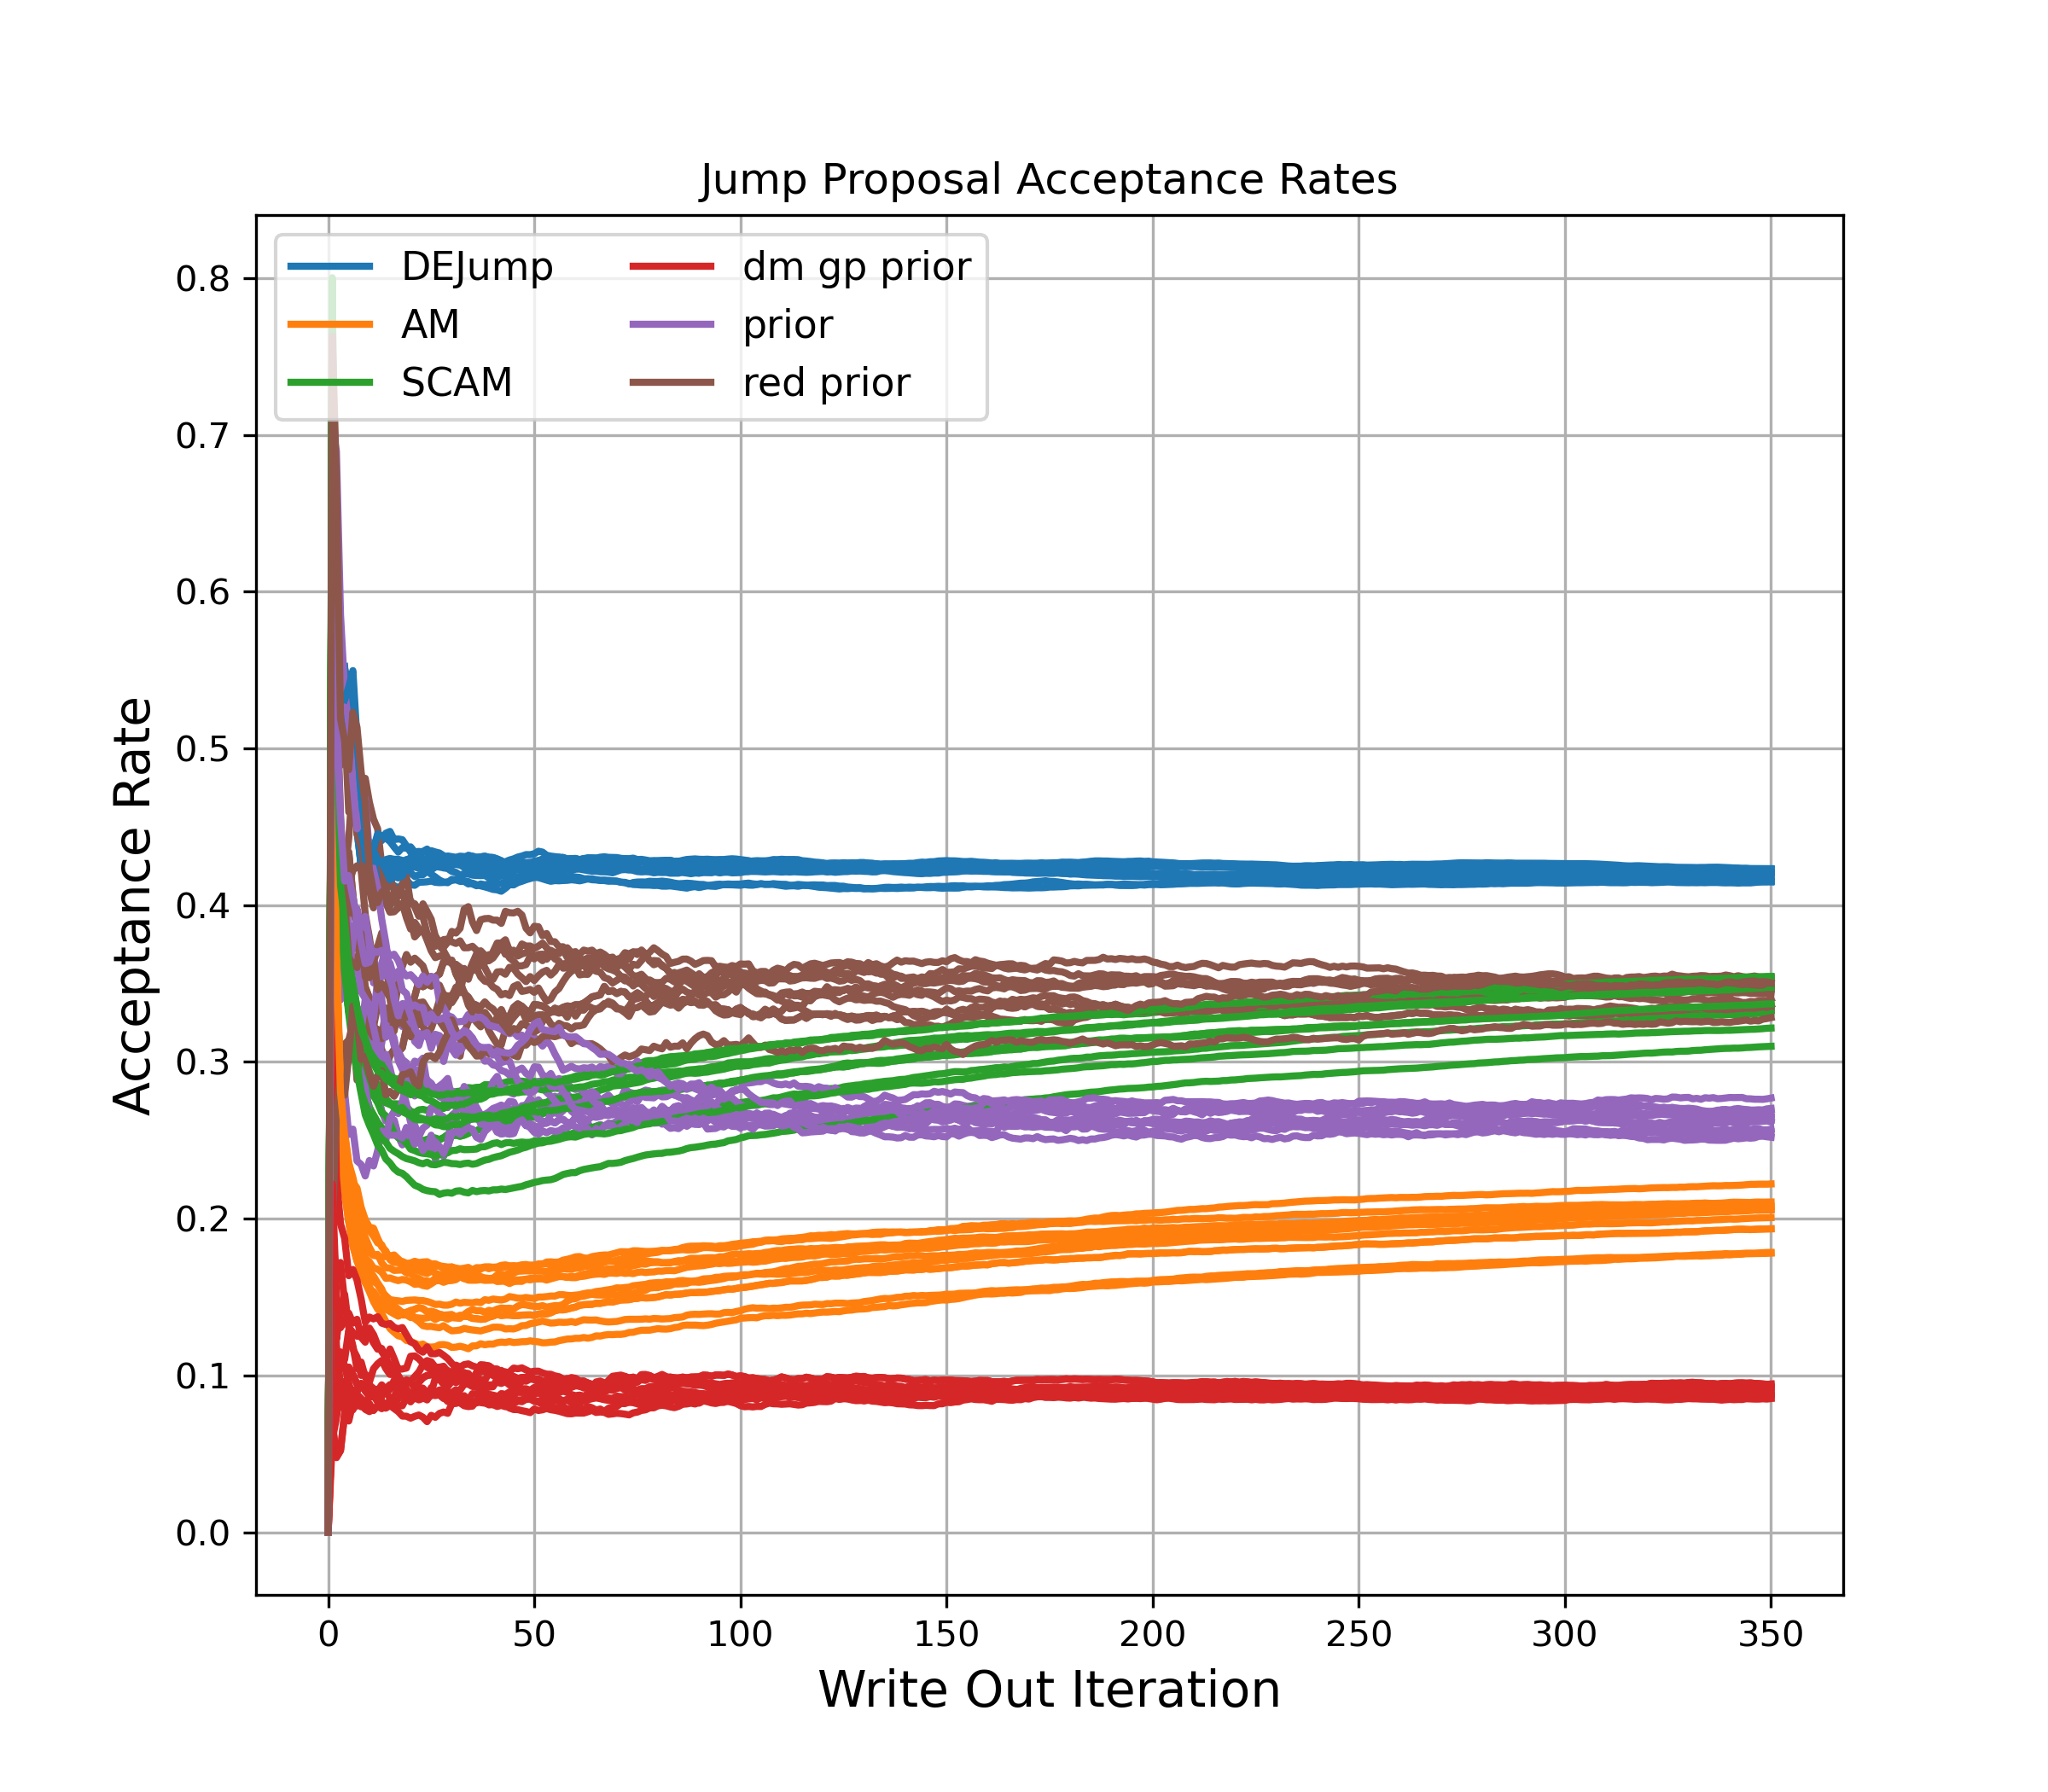 Jump Proposal Acceptance Rates
DEJump
AM
SCAM
dm gp prior
prior
red prior
0.8
0.7
0.6
0.5
0.4
0.3
0.2
0.1
0.0
Acceptance Rate
0 50 100 150 200 250 300 350
Write Out Iteration